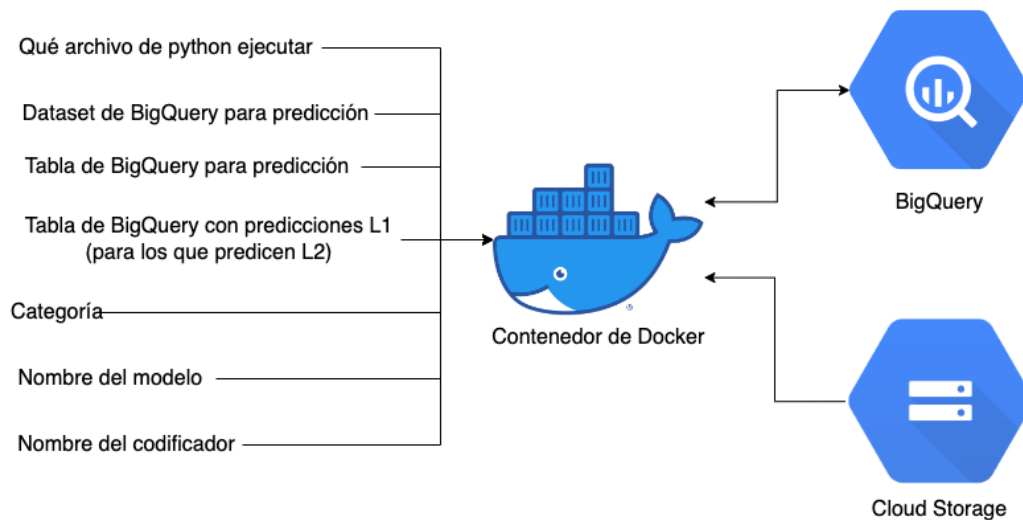 Qué archivo de python ejecutar
Dataset de BigQuery para predicción
Tabla de BigQuery para predicción
Tabla de BigQuery con predicciones L1
(para los que predicen L2)
Categoría
Nombre del modelo
Nombre del codificador
Contenedor de Docker
BigQuery
Cloud Storage